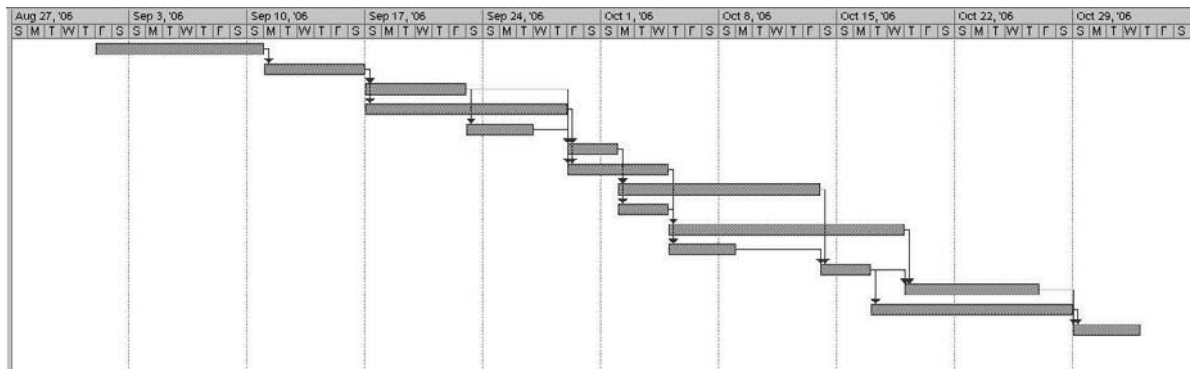 Aug 27, '06 Sep 3, '06 Sep 10, '06 Sep 17, '06 Sep 24, '06 Oct 1, '06 Oct 8, '06 Oct 15, '06 Oct 22, '06 Oct 29, '06
S M T W T F S S M T W T F S S M T W T F S S M T W T F S S M T W T F S S M T W T F S S M T W T F S S M T W T F S S M T W T F S S M T W T F S